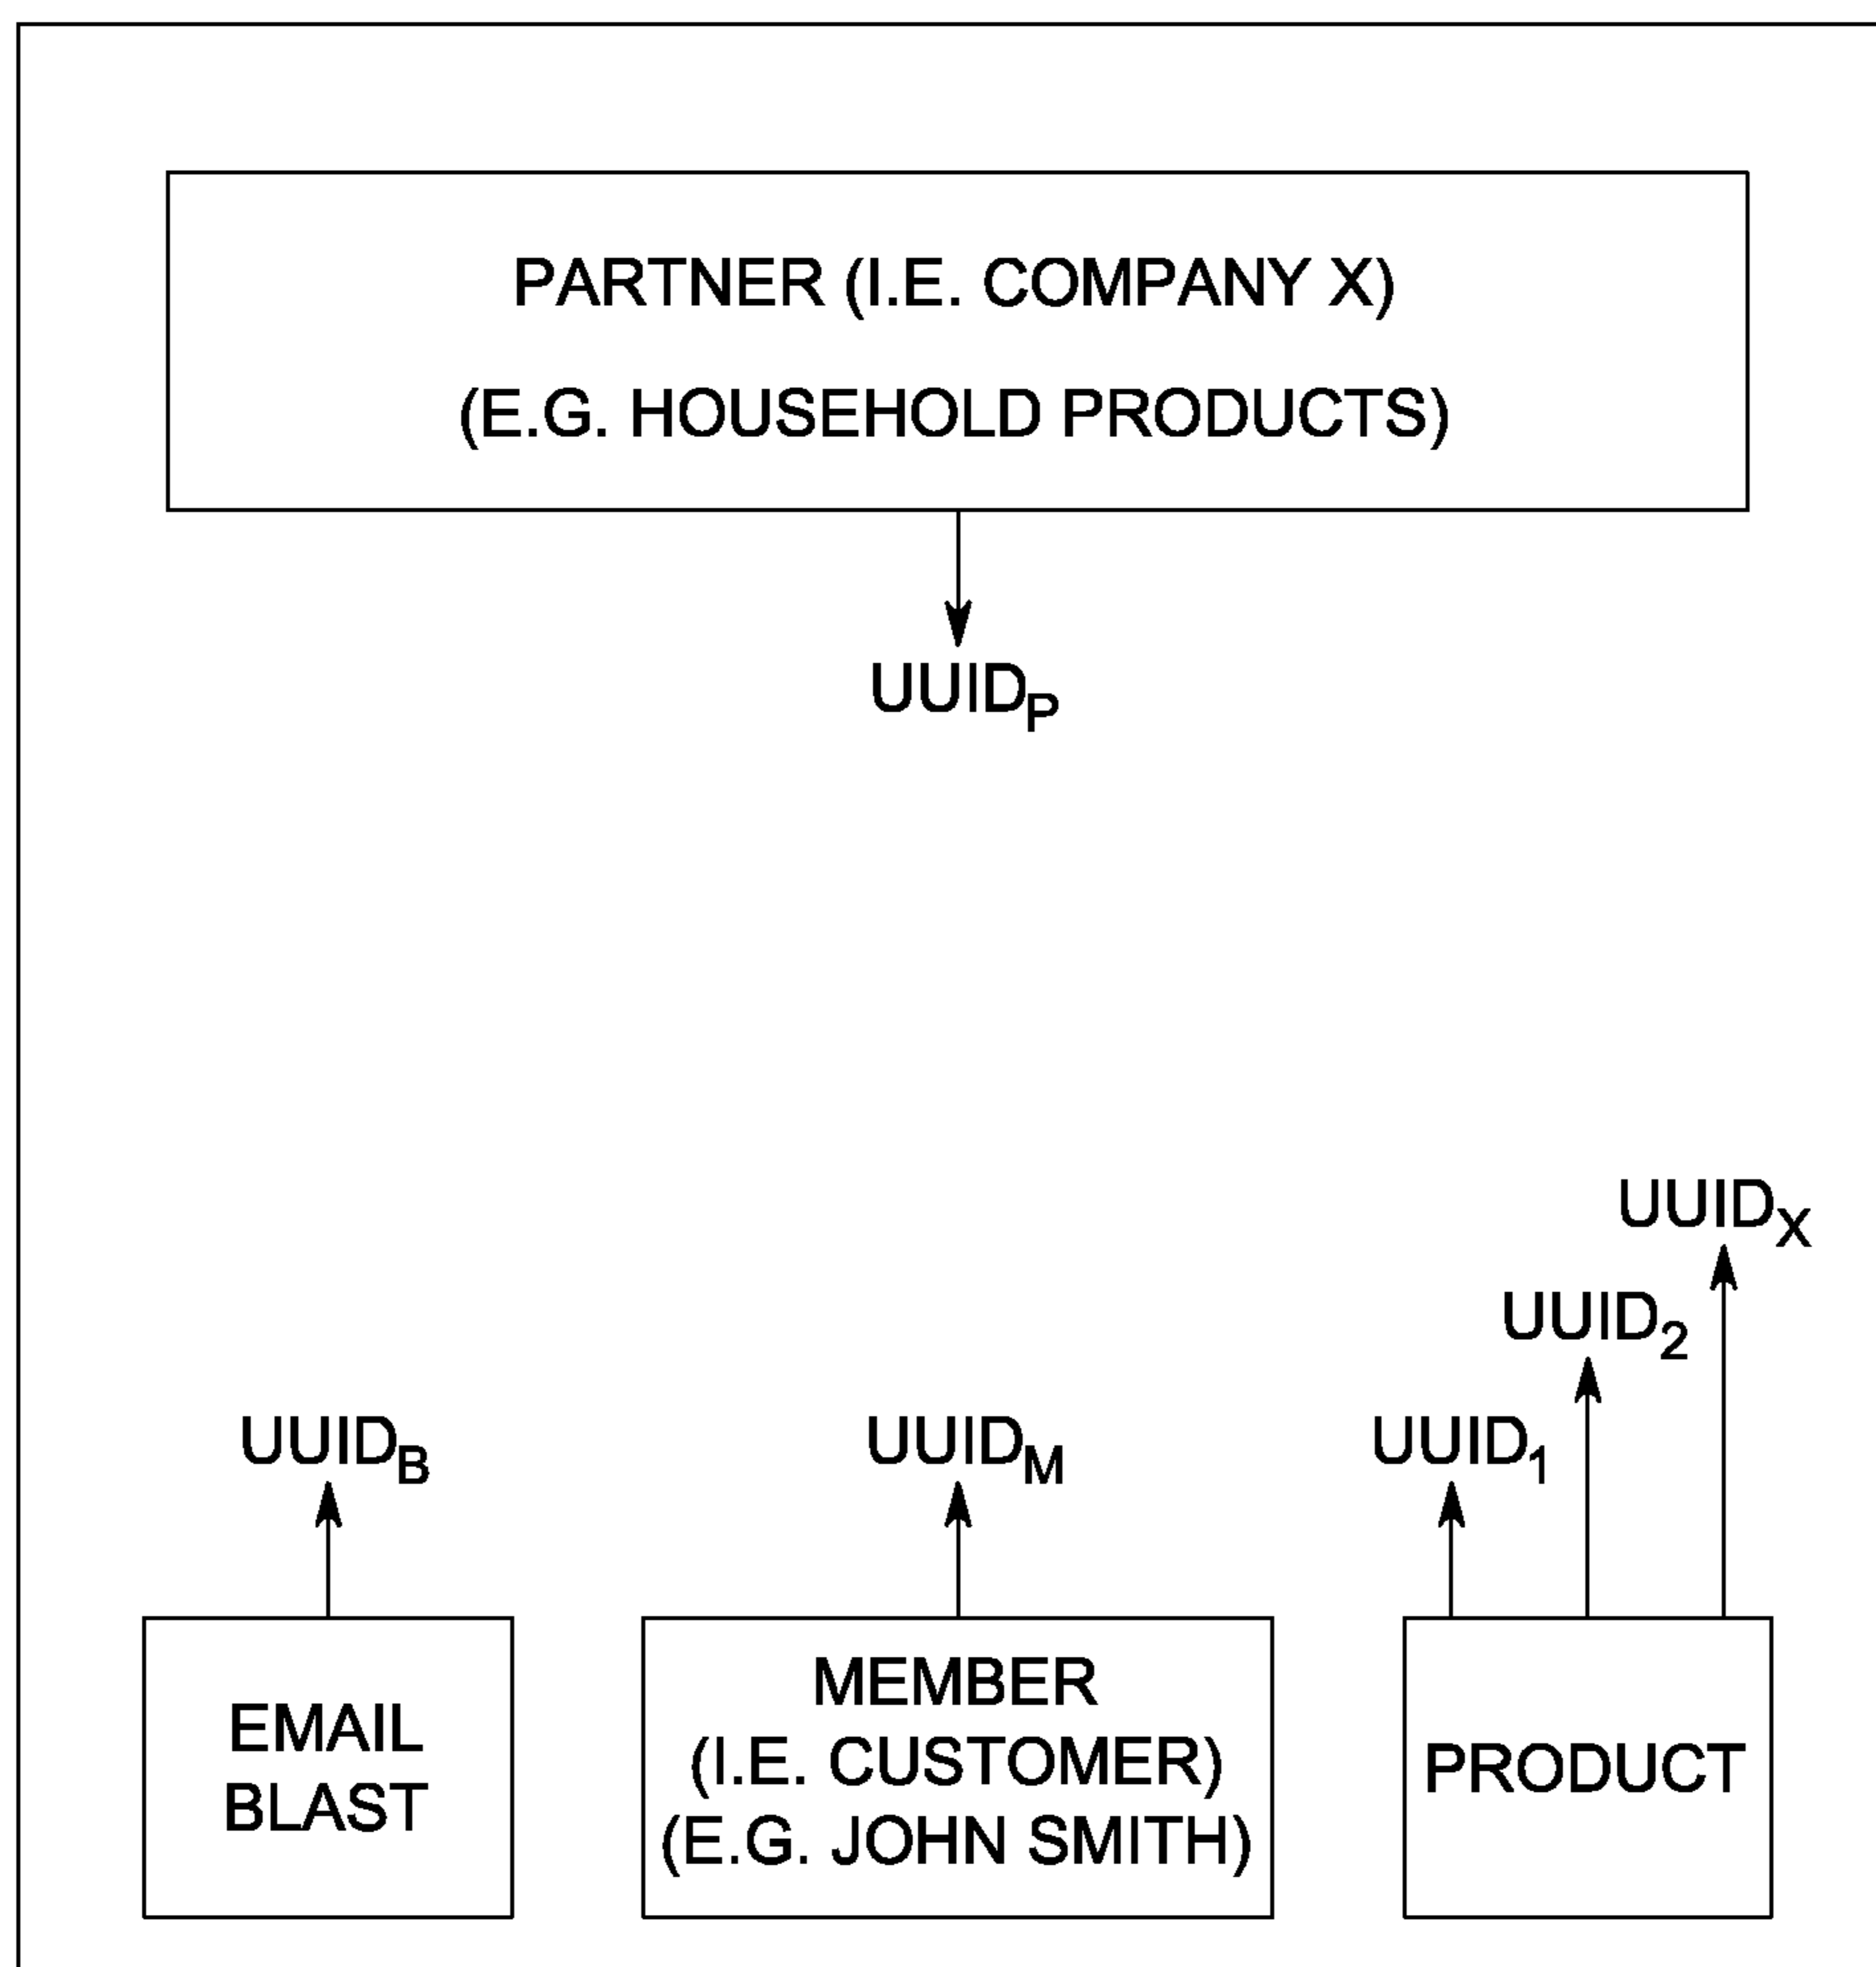 PARTNER (I.E. COMPANY X)
(E.G. HOUSEHOLD PRODUCTS)
UUIDP
UUIDX
UUID2
UUIDB
UUIDM
UUID1
EMAIL
BLAST
MEMBER
(I.E. CUSTOMER)
(E.G. JOHN SMITH)
PRODUCT